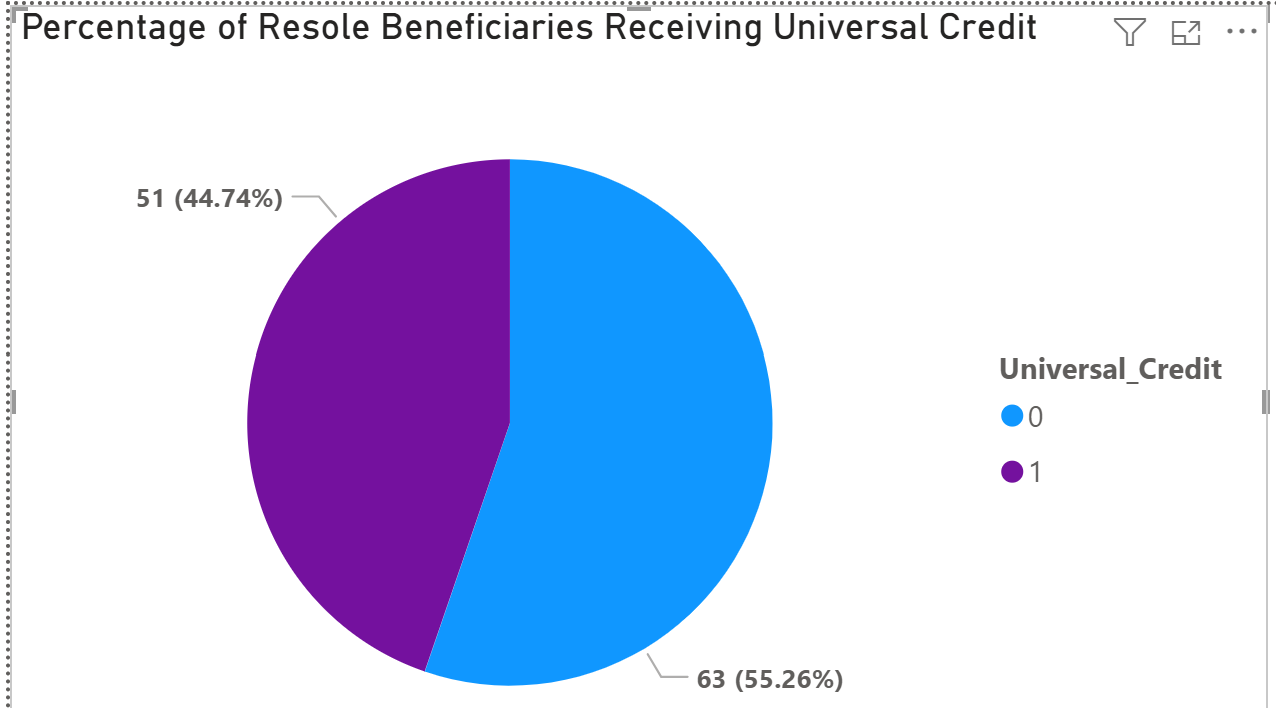 Percentage of Resole Beneficiaries Receiving Universal Credit
51 (44.74%)
Universal_Credit
0
1
63 (55.26%)